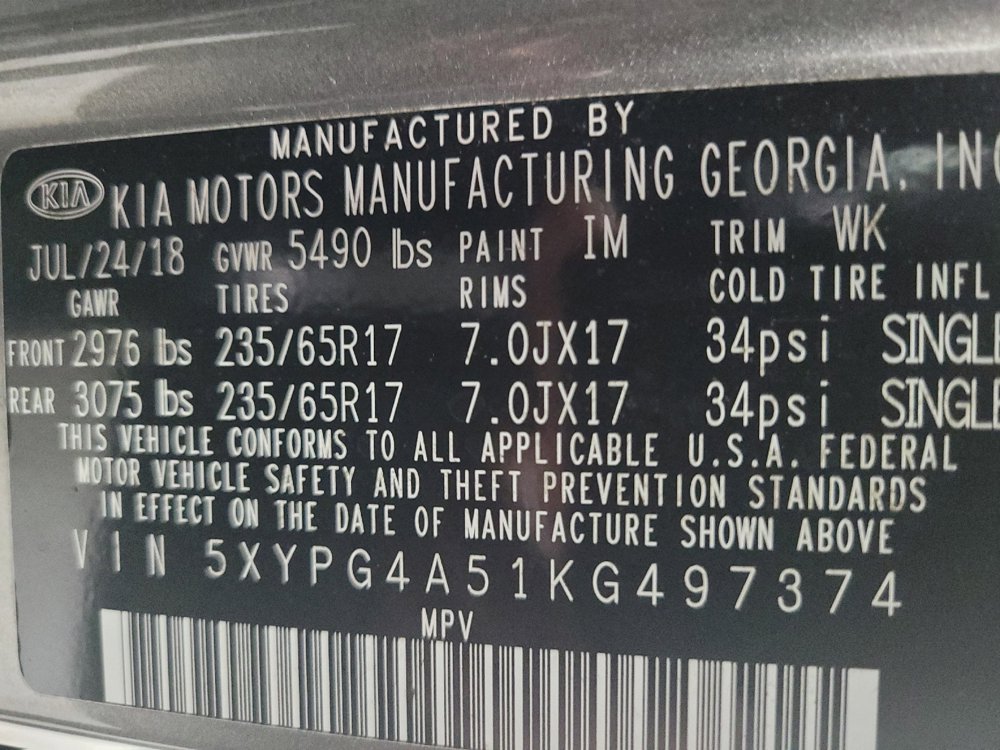 MANUFACTURED BY
KIA KIA MOTORS MANUFACTURING GEORGIA, INC
JUL/24/18 GVWR 5490 lbs PAINT IM TRIM WK
GAWR TIRES RIMS COLD TIRE INFL
FRONT 2976 lbs 235/65R17 7.0JX17 34psi SINGLE
REAR 3075 lbs 235/65R17 7.0JX17 34psi SINGLE
THIS VEHICLE CONFORMS TO ALL APPLICABLE U.S.A. FEDERAL
MOTOR VEHICLE SAFETY AND THEFT PREVENTION STANDARDS
IN EFFECT ON THE DATE OF MANUFACTURE SHOWN ABOVE
VIN 5XYPG4A51KG497374
MPV